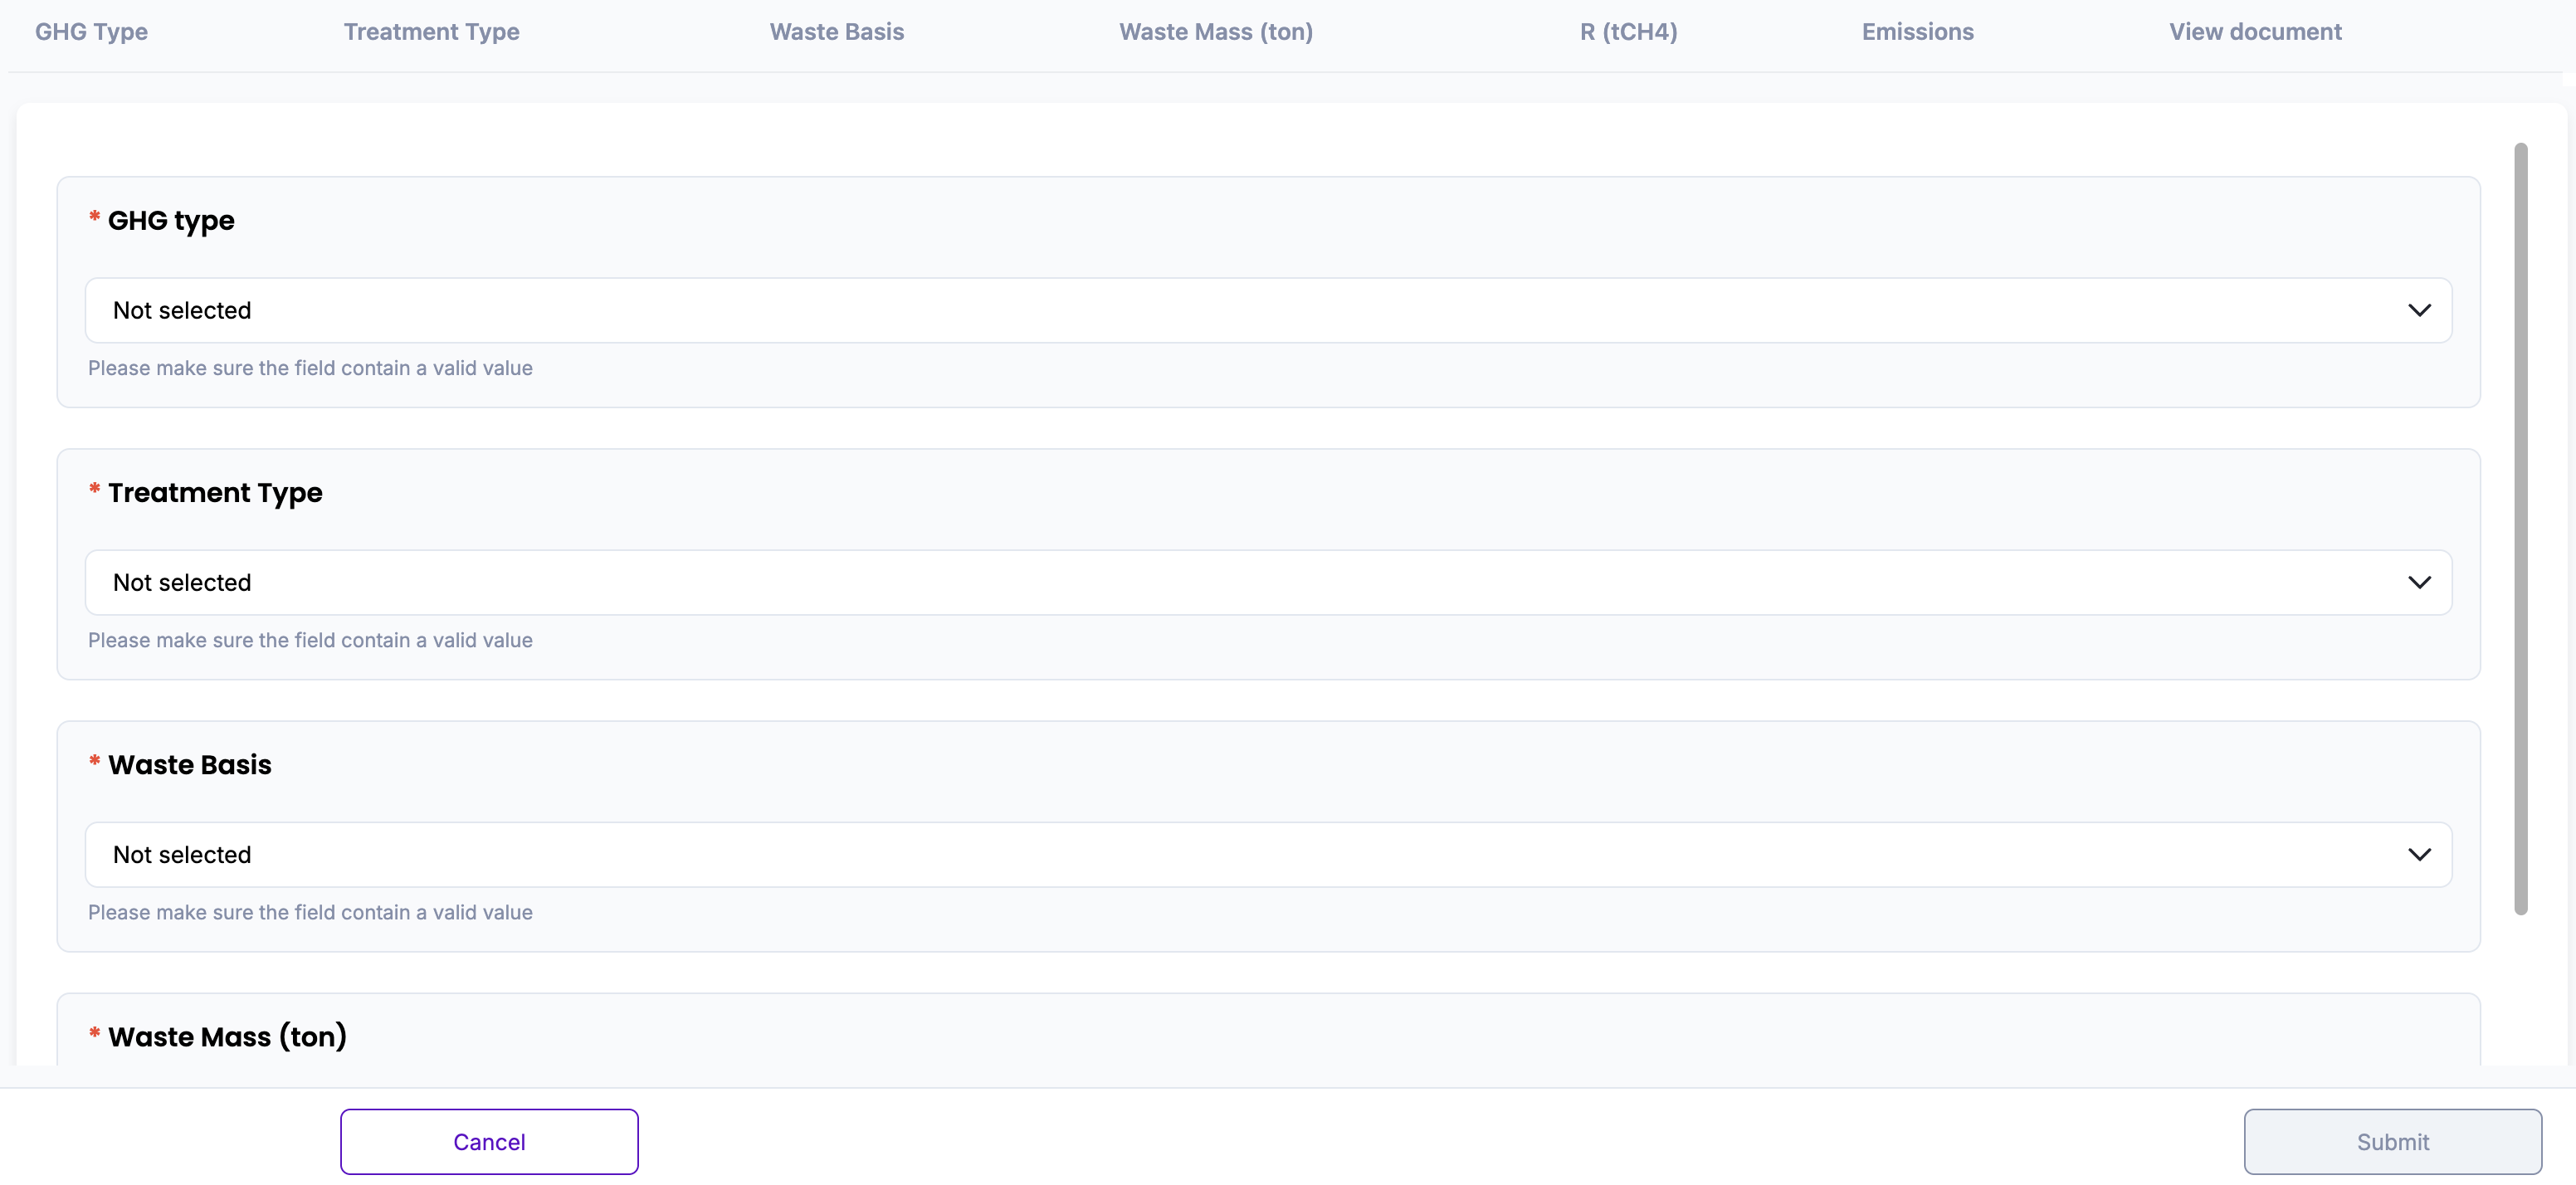 GHG Type Treatment Type Waste Basis Waste Mass (ton) R (tCH4) Emissions View document
* GHG type
Not selected
Please make sure the field contain a valid value
* Treatment Type
Not selected
Please make sure the field contain a valid value
* Waste Basis
Not selected
Please make sure the field contain a valid value
* Waste Mass (ton)
Cancel Submit